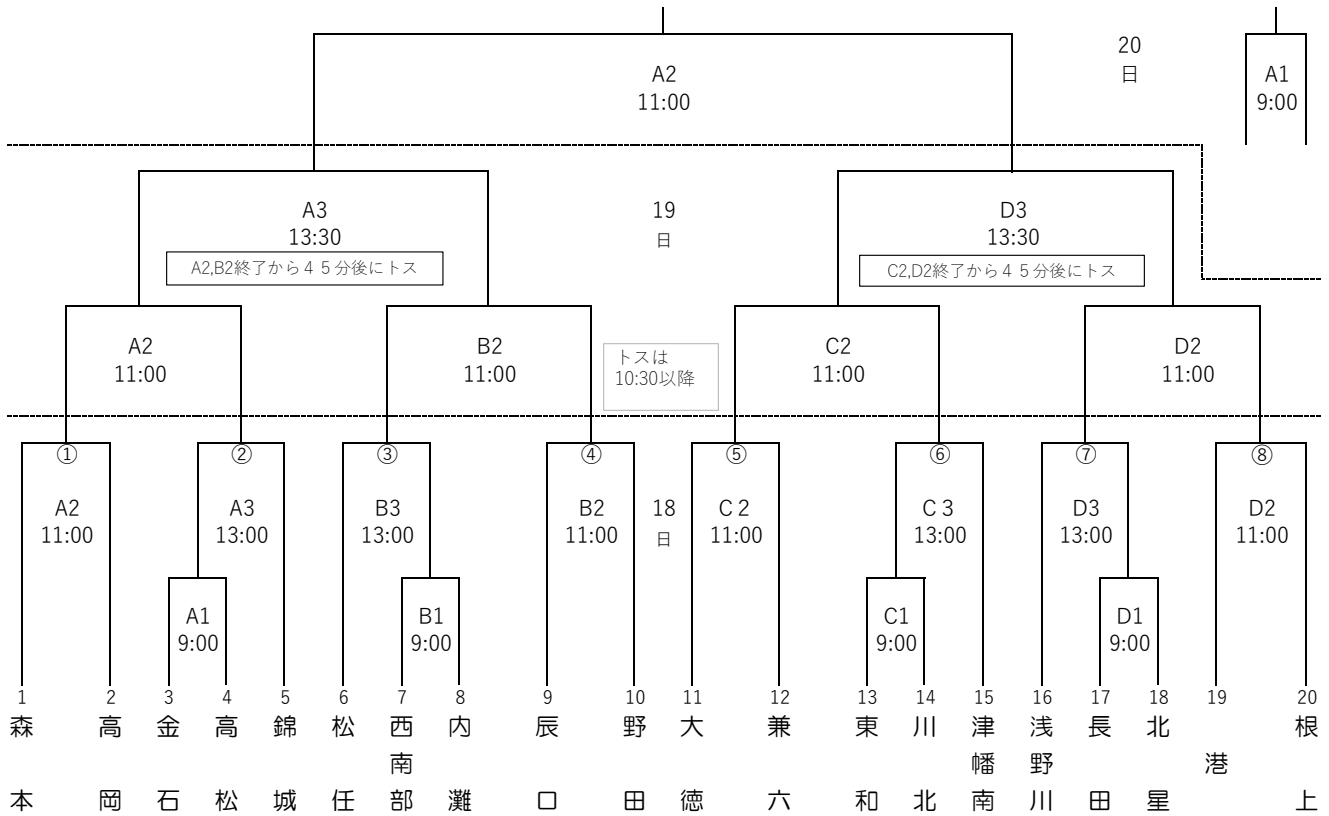 A2
11:00
20
日
A1
9:00
A3
13:30
A2,B2終了から45分後にトス
19
日
D3
13:30
C2,D2終了から45分後にトス
A2
11:00
B2
11:00
トスは
10:30以降
C2
11:00
D2
11:00
①
②
③
④
⑤
⑥
⑦
⑧
A2
11:00
A3
13:00
B3
13:00
B2
11:00
18
日
C2
11:00
C3
13:00
D3
13:00
D2
11:00
A1
9:00
B1
9:00
C1
9:00
D1
9:00
1
2
3
4
5
6
7
8
9
10
11
12
13
14
15
16
17
18
19
20
森本
高岡
金石
高松
錦城
松任
西南部
内灘
辰口
野田
大徳
兼六
東和
川北
津幡南
浅野川
長田
北星
港
根上